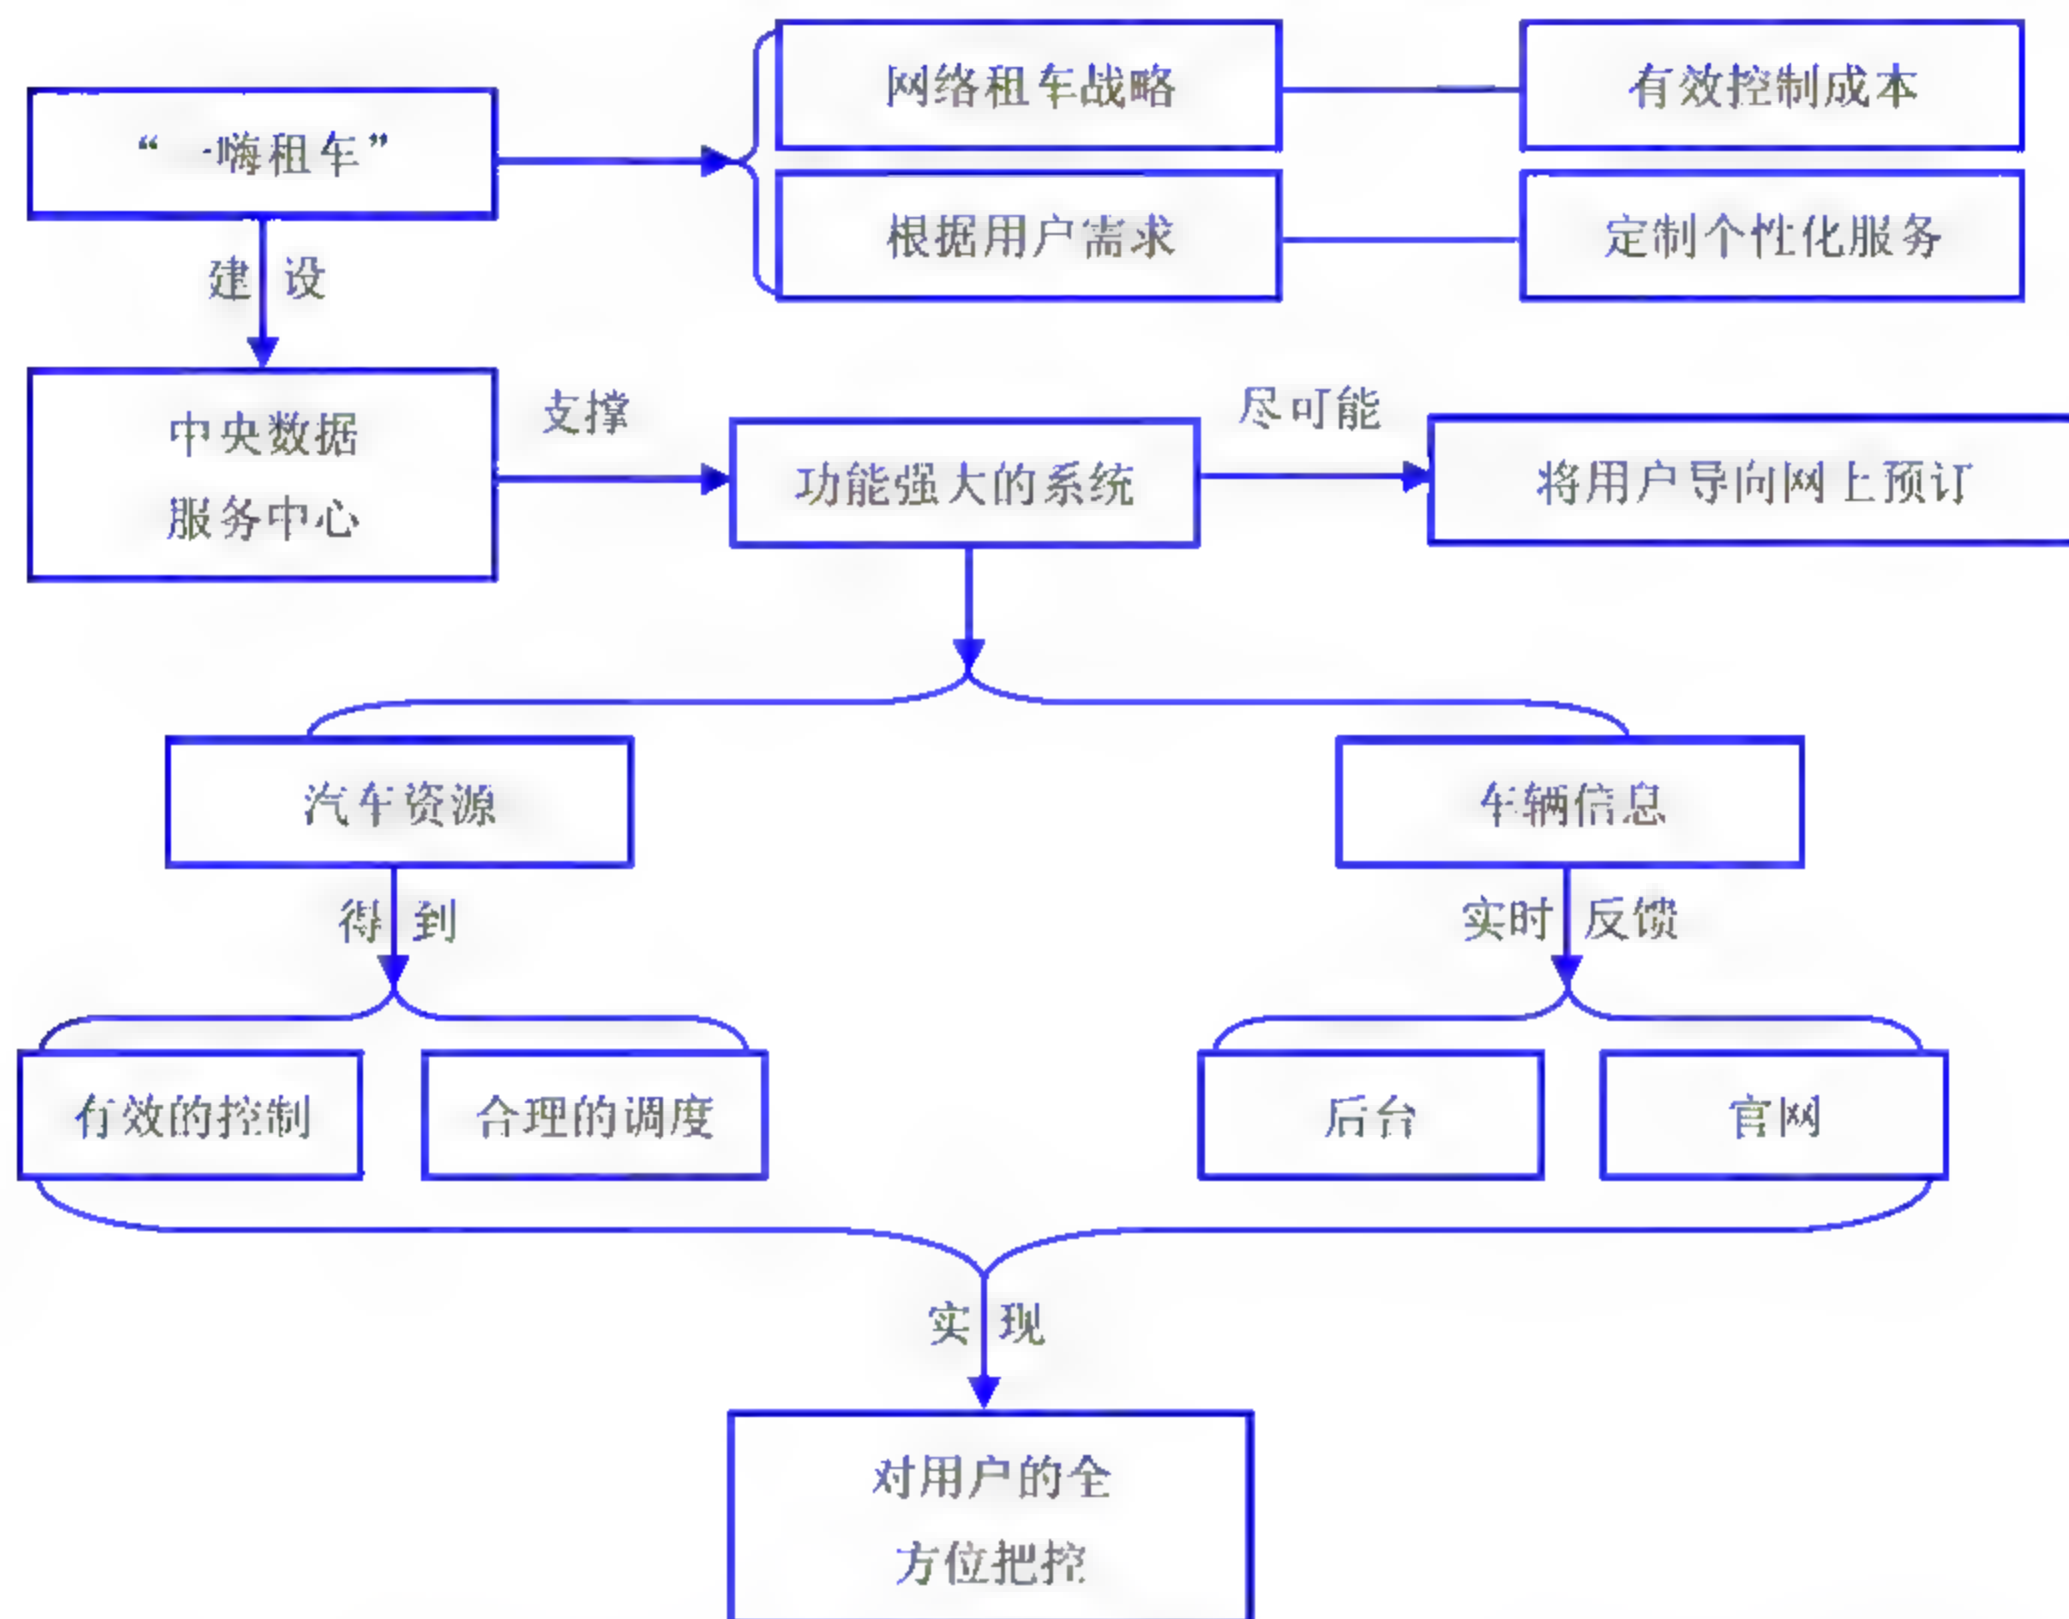 网络租车战略
有效控制成本
“一嗨租车”
根据用户需求
定制个性化服务
建 设
中央数据
服务中心
支撑
功能强大的系统
尽可能
将用户导向网上预订
汽车资源
车辆信息
得 到
实时 反馈
有效的控制
合理的调度
后台
官网
实 现
对用户的全
方位把控